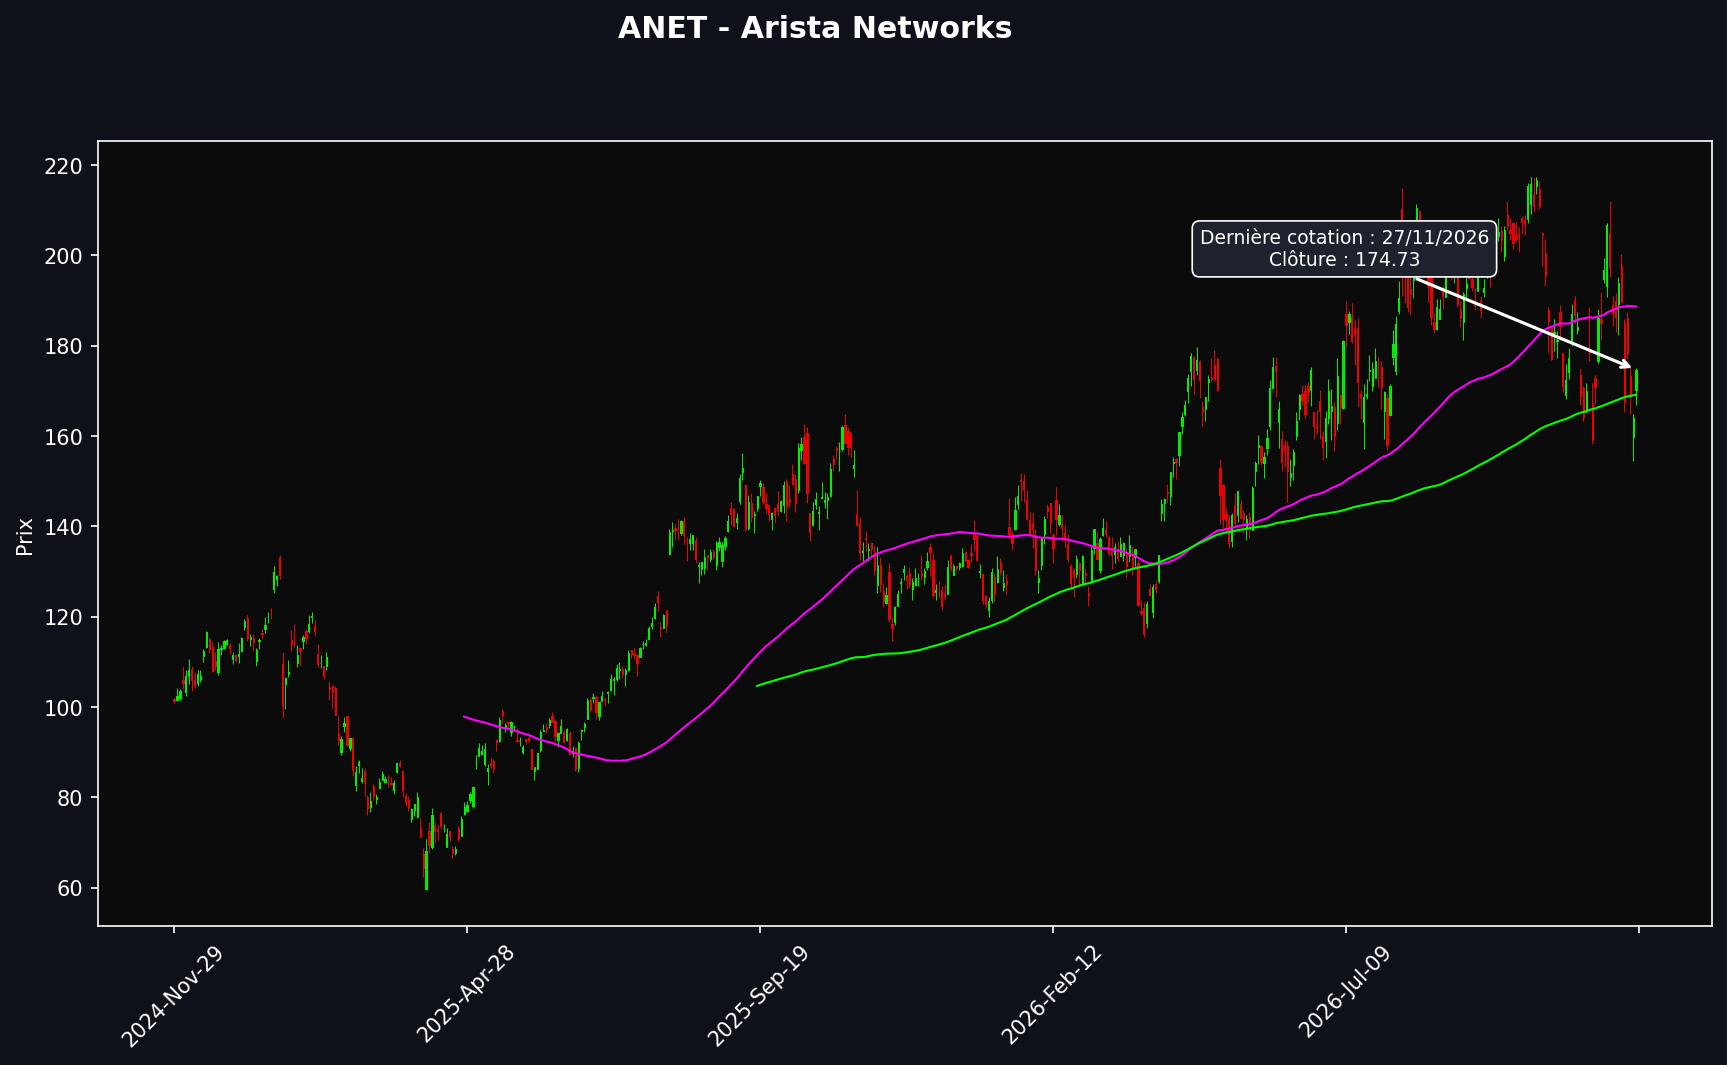 ANET - Arista Networks
220
200
180
160
140
120
100
80
60
Prix
Dernière cotation : 27/11/2026
Clôture : 174.73
2024-Nov-29
2025-Apr-28
2025-Sep-19
2026-Feb-12
2026-Jul-09